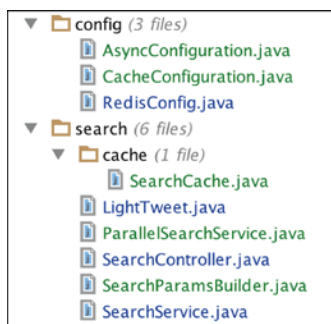 config (3 files)
AsyncConfiguration.java
CacheConfiguration.java
RedisConfig.java
search (6 files)
cache (1 file)
SearchCache.java
LightTweet.java
ParallelSearchService.java
SearchController.java
SearchParamsBuilder.java
SearchService.java